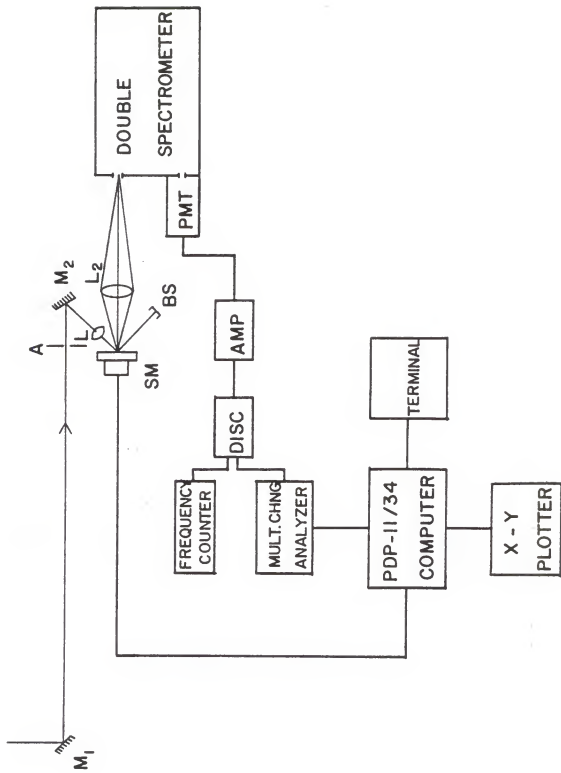 M1
A
M2
L
L2
BS
SM
DOUBLE
SPECTROMETER
PMT
AMP
DISC
FREQUENCY
COUNTER
MULT.CHNG
ANALYZER
PDP-11/34
COMPUTER
TERMINAL
X - Y
PLOTTER